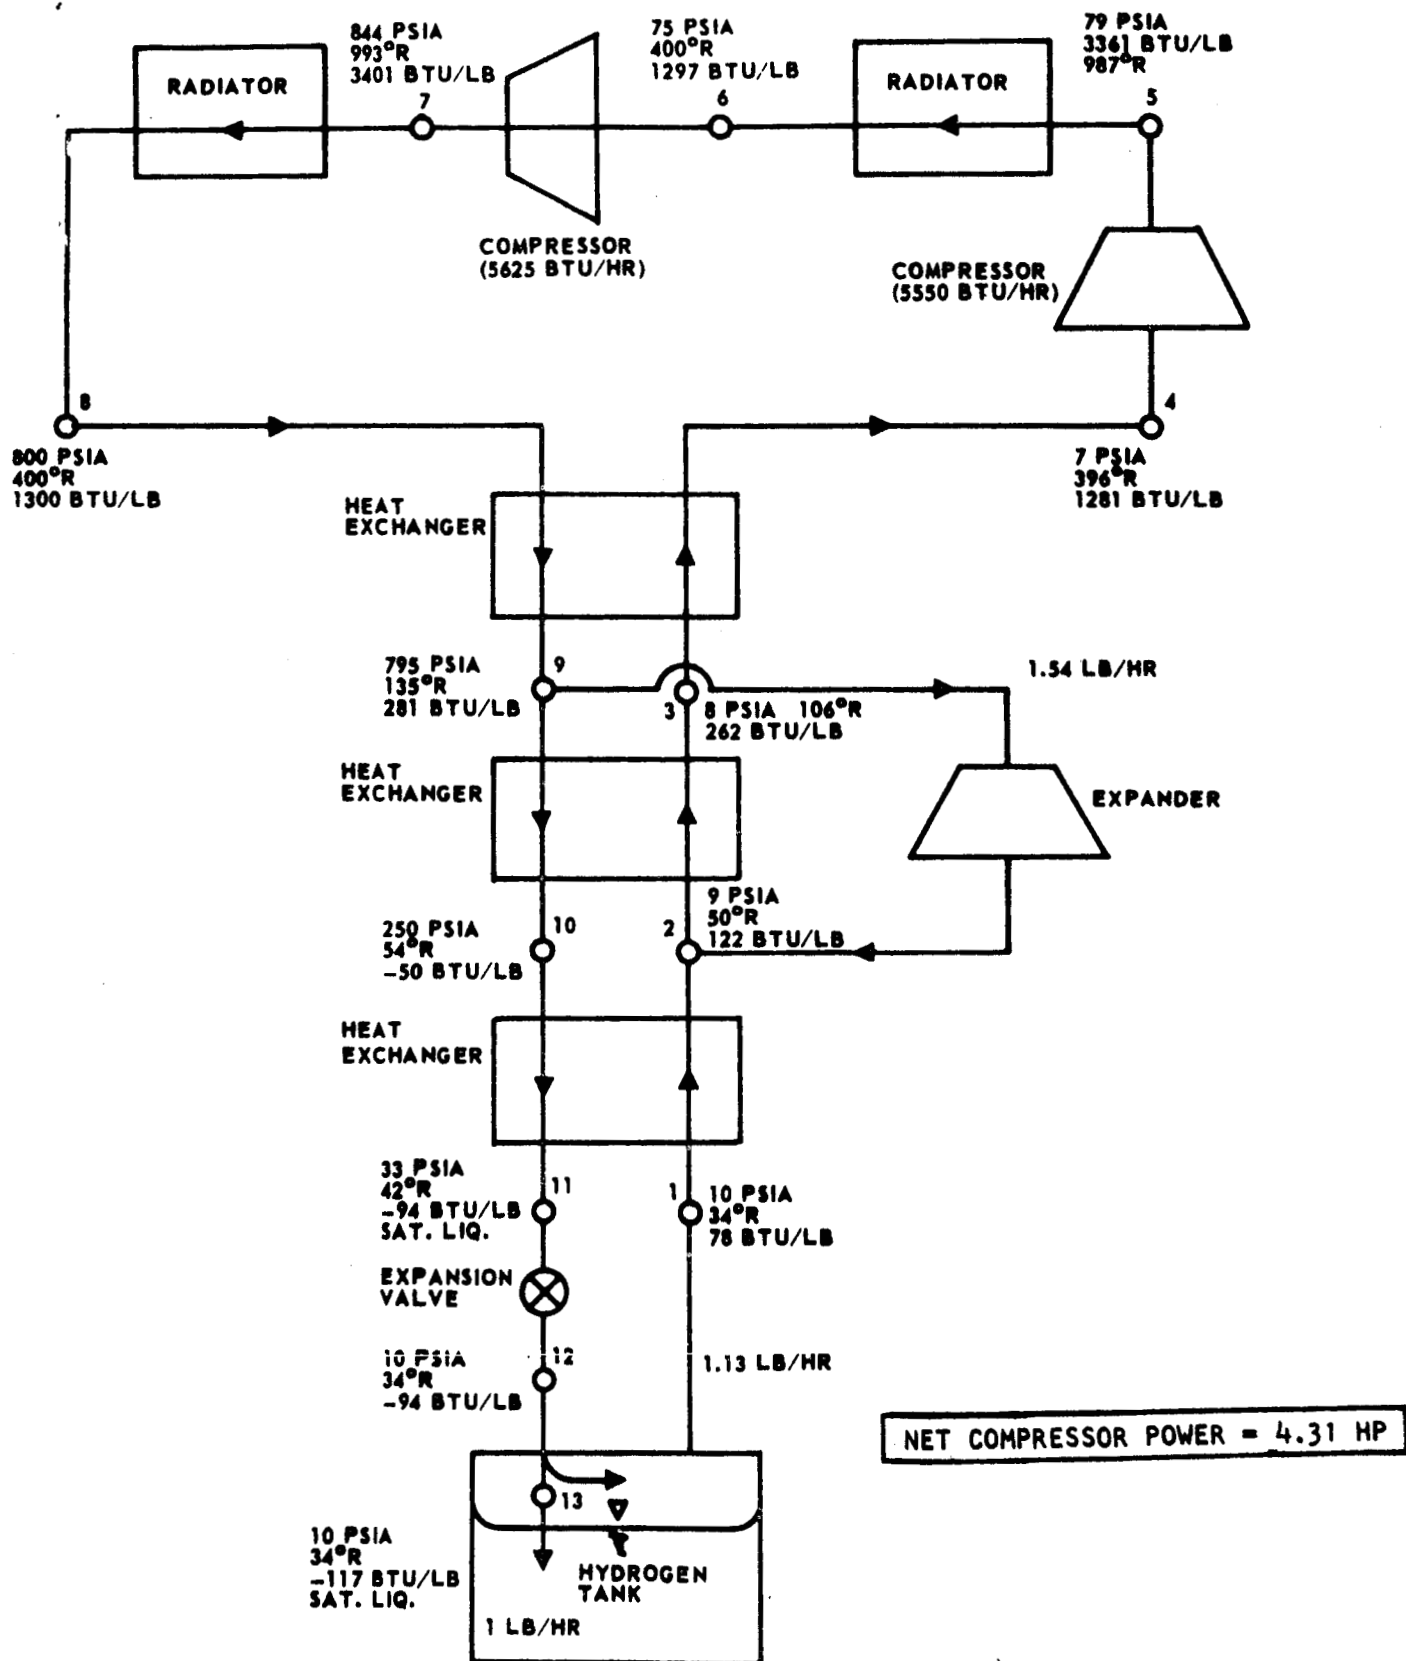 844 PSIA
993°R
3401 BTU/LB
7
75 PSIA
400°R
1297 BTU/LB
6
79 PSIA
3361 BTU/LB
987°R
5
RADIATOR
RADIATOR
COMPRESSOR
(5625 BTU/HR)
COMPRESSOR
(5550 BTU/HR)
8
800 PSIA
400°R
1300 BTU/LB
4
7 PSIA
396°R
1281 BTU/LB
HEAT
EXCHANGER
795 PSIA
135°R
281 BTU/LB
9
3
8 PSIA 106°R
262 BTU/LB
1.54 LB/HR
HEAT
EXCHANGER
EXPANDER
250 PSIA
54°R
-50 BTU/LB
10
2
9 PSIA
50°R
122 BTU/LB
HEAT
EXCHANGER
33 PSIA
42°R
-94 BTU/LB
SAT. LIQ.
11
1
10 PSIA
34°R
78 BTU/LB
EXPANSION
VALVE
10 PSIA
34°R
-94 BTU/LB
12
1.13 LB/HR
NET COMPRESSOR POWER = 4.31 HP
13
10 PSIA
34°R
-117 BTU/LB
SAT. LIQ.
HYDROGEN
TANK
1 LB/HR